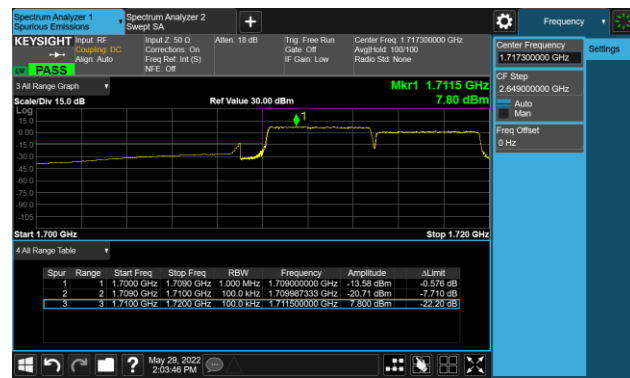 Spectrum Analyzer 1
Spurious Emissions
Spectrum Analyzer 2
Swept SA
+
Frequency
KEYSIGHT
Input: RF
Coupling: DC
Align: Auto
Input Z: 50 Ω
Corrections: On
Freq Ref: Int (S)
NFE: Off
Atten: 18 dB
Trig: Free Run
Gate: Off
IF Gain: Low
Center Freq: 1.717300000 GHz
Avg|Hold: 100/100
Radio Std: None
PASS
Center Frequency
1.717300000 GHz
Settings
CF Step
2.649000000 GHz
Auto
Man
Freq Offset
0 Hz
3 All Range Graph
Mkr1 1.7115 GHz
Scale/Div 15.0 dB
Ref Value 30.00 dBm
7.80 dBm
Log
15.0
0.00
-15.0
-30.0
-45.0
-60.0
-75.0
-90.0
-105
1
Start 1.700 GHz
Stop 1.720 GHz
4 All Range Table
Spur Range Start Freq Stop Freq RBW Frequency Amplitude ΔLimit
1 1 1.7000 GHz 1.7090 GHz 1.000 MHz 1.709000000 GHz -13.58 dBm -0.576 dB
2 2 1.7090 GHz 1.7100 GHz 100.0 kHz 1.709987333 GHz -20.71 dBm -7.710 dB
3 3 1.7100 GHz 1.7200 GHz 100.0 kHz 1.711500000 GHz 7.800 dBm -22.20 dB
?
May 29, 2022
2:03:46 PM